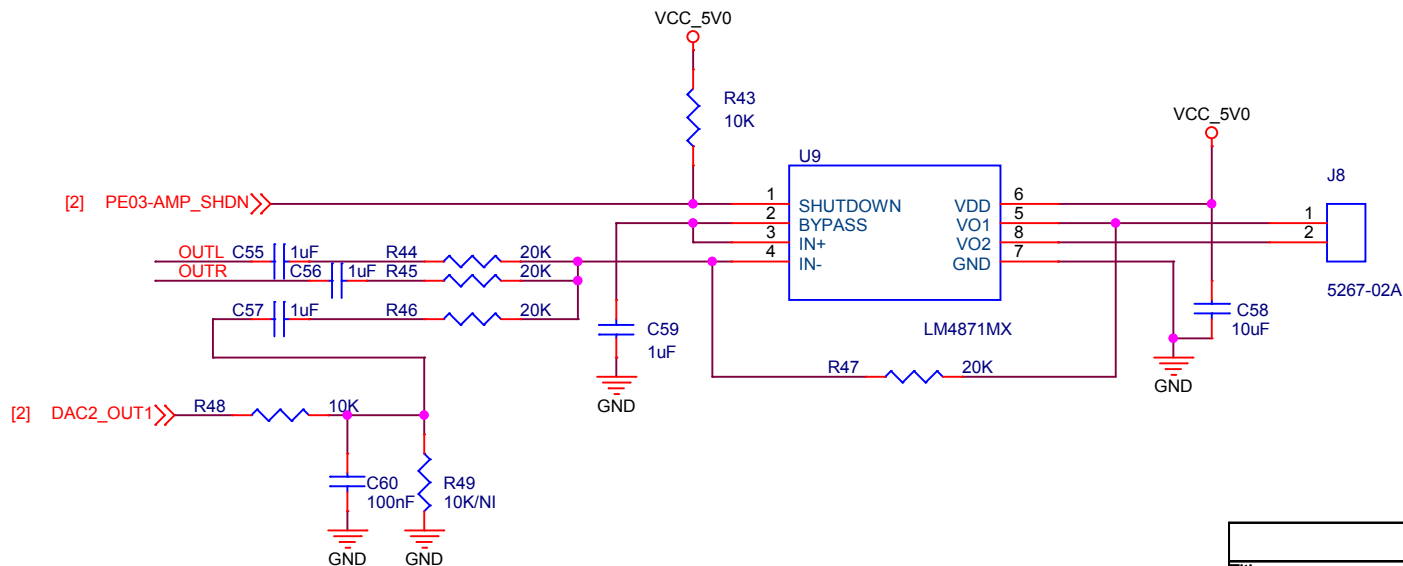 VCC_5V0
R43
10K
VCC_5V0
U9
J8
[2] PE03-AMP_SHDN
1 SHUTDOWN VDD 6
2 BYPASS VO1 5 1
3 IN+ VO2 8 2
4 IN- GND 7
OUTL C55 1uF R44 20K
OUTR C56 1uF R45 20K
5267-02A
C57 1uF R46 20K
C58
10uF
C59
1uF
LM4871MX
R47 20K
GND
GND
[2] DAC2_OUT1 R48 10K
C60
100nF
R49
10K/NI
GND
GND